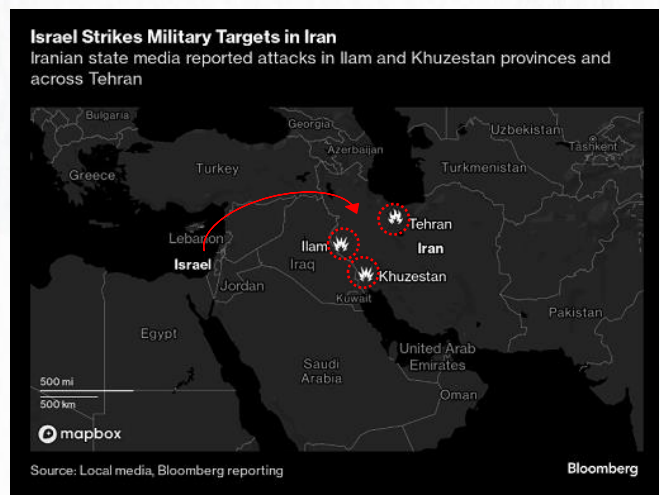 Israel Strikes Military Targets in Iran
Iranian state media reported attacks in Ilam and Khuzestan provinces and
across Tehran
Bulgaria
Georgia
Uzbekistan
Azerbaijan
Tashkent
Greece
Turkey
Turkmenistan
Tehran
Lebanon
Ilam
Iran
Israel
Iraq
Khuzestan
Jordan
Kuwait
Pakistan
Egypt
United Arab
Emirates
Saudi
Arabia
500 mi
Oman
500 km
mapbox
Source: Local media, Bloomberg reporting
Bloomberg